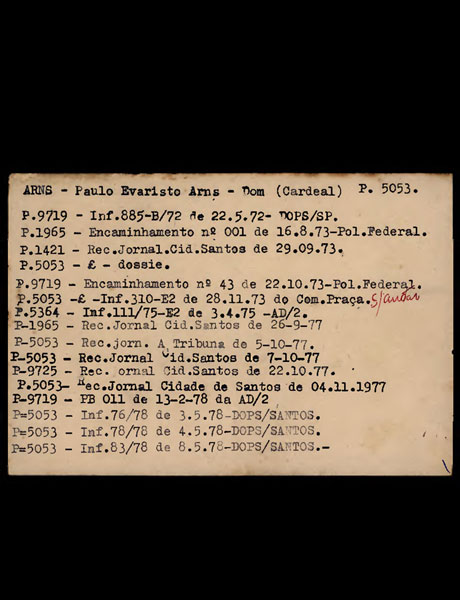 ARNS - Paulo Evaristo Arns - Dom (Cardeal) P. 5053.
P.9719 - Inf.885-B/72 de 22.5.72- DOPS/SP.
P.1965 - Encaminhamento nº 001 de 16.8.73-Pol.Federal.
P.1421 - Rec.Jornal.Cid.Santos de 29.09.73.
P.5053 - £ - dossie.
P.9719 - Encaminhamento nº 43 de 22.10.73-Pol.Federal.
P.5053 -£ -Inf.310-E2 de 28.11.73 do Com.Praça.
P.5364 - Inf.111/75-E2 de 3.4.75 -AD/2.
P-1965 - Rec.Jornal Cid.Santos de 26-9-77
P-5053 - Rec.jorn. A Tribuna de 5-10-77.
P-5053 - Rec.Jornal Cid.Santos de 7-10-77
P-9725 - Rec. ornal Cid.Santos de 22.10.77.
P.5053- Rec.Jornal Cidade de Santos de 04.11.1977
P-9719 - PB 011 de 13-2-78 da AD/2
P=5053 - Inf.76/78 de 3.5.78-DOPS/SANTOS.
P=5053 - Inf.78/78 de 4.5.78-DOPS/SANTOS.
P=5053 - Inf.83/78 de 8.5.78-DOPS/SANTOS.-